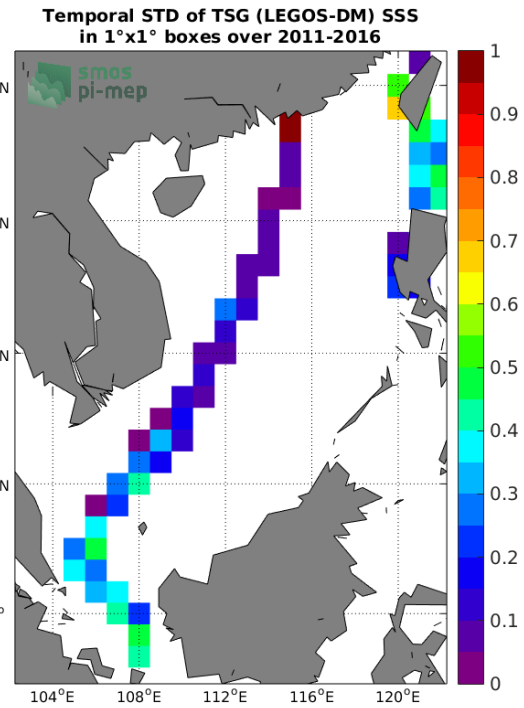 Temporal STD of TSG (LEGOS-DM) SSS
in 1°x1° boxes over 2011-2016
smos
pi-mep
N
N
N
N
°
104°E 108°E 112°E 116°E 120°E
1
0.9
0.8
0.7
0.6
0.5
0.4
0.3
0.2
0.1
0